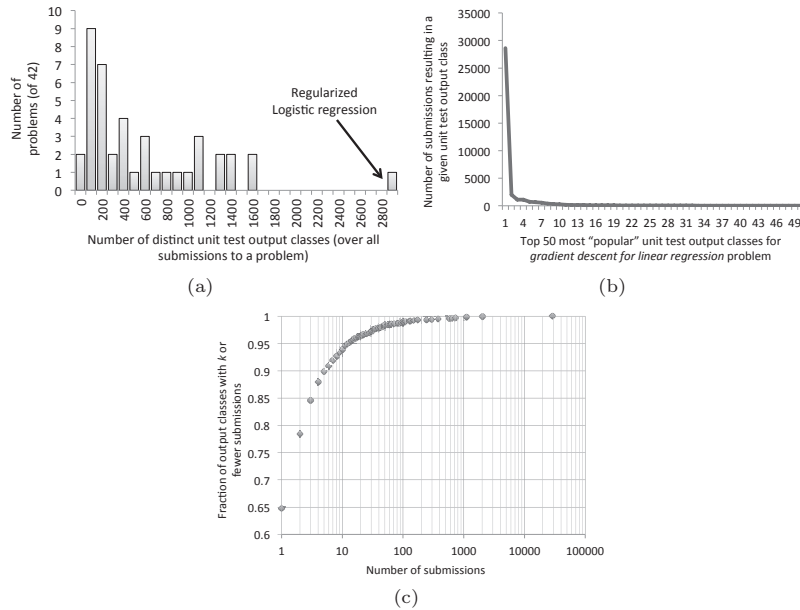 Number of
problems (of 42)
10
9
8
7
6
5
4
3
2
1
0
Regularized
Logistic regression
0
200
400
600
800
1000
1200
1400
1600
1800
2000
2200
2400
2600
2800
Number of distinct unit test output classes (over all
submissions to a problem)
(a)
Number of submissions resulting in a
given unit test output class
35000
30000
25000
20000
15000
10000
5000
0
1 4 7 10 13 16 19 22 25 28 31 34 37 40 43 46 49
Top 50 most “popular” unit test output classes for
gradient descent for linear regression problem
(b)
Fraction of output classes with k or
fewer submissions
1
0.95
0.9
0.85
0.8
0.75
0.7
0.65
0.6
1 10 100 1000 10000 100000
Number of submissions
(c)